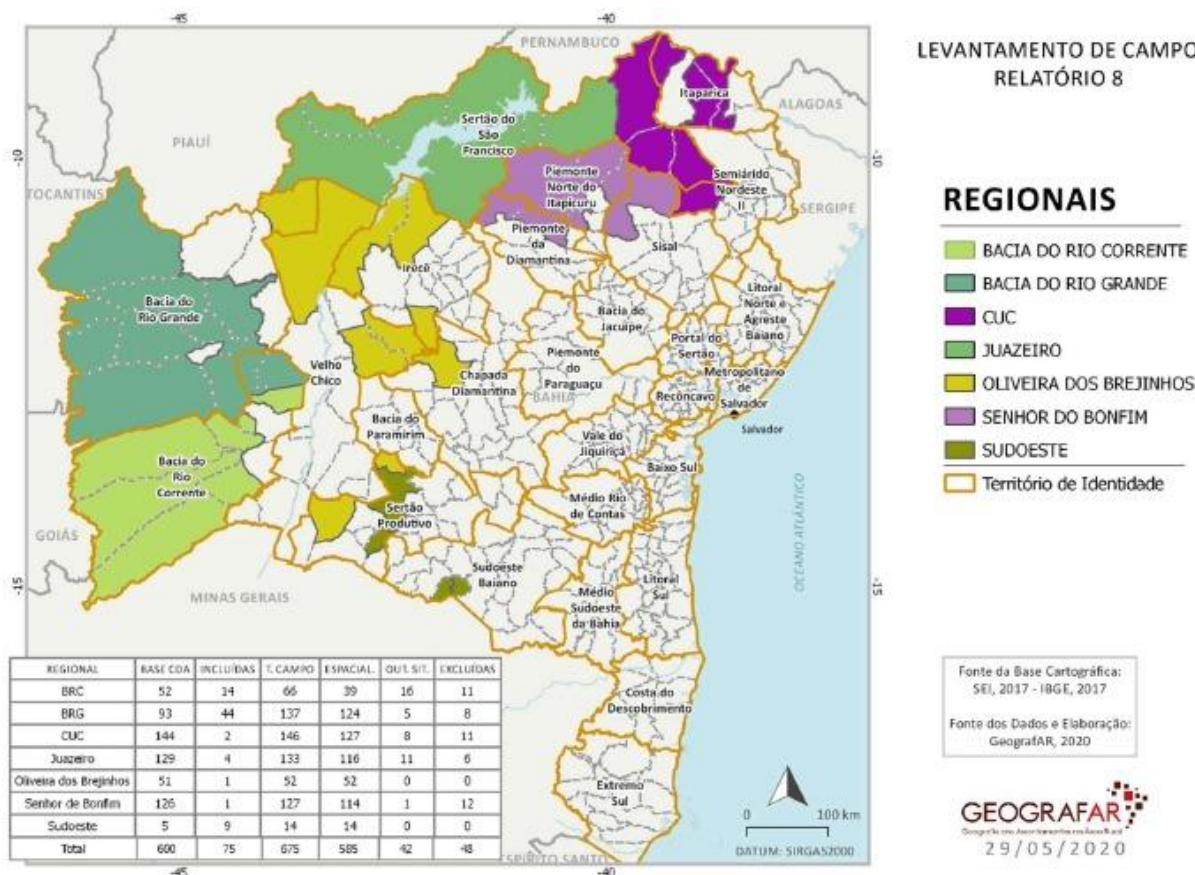 -45
-40
LEVANTAMENTO DE CAMPO
RELATÓRIO 8
PERNAMBUCO
ALAGOAS
PIAUÍ
TOCANTINS
SERGIPE
GOIÁS
MINAS GERAIS
BAHIA
ESPÍRITO SANTO
OCEANO ATLÂNTICO
-10
-10
-15
-15
Itaparica
Sertão do
São
Francisco
Piemonte
Norte do
Itapicuru
Semiárido
Nordeste
II
Piemonte
da
Diamantina
Sisal
Irecê
Bacia do
Rio Grande
Bacia do
Jacuípe
Litoral
Norte e
Agreste
Baiano
Portal do
Sertão
Velho
Chico
Chapada
Diamantina
Piemonte
do
Paraguaçu
Metropolitano
de
Salvador
Recôncavo
Salvador
Bacia do
Paramirim
Vale do
Jiquiriçá
Baixo Sul
Bacia do
Rio
Corrente
Sertão
Produtivo
Médio Rio
de Contas
Sudoeste
Baiano
Médio
Sudoeste
da Bahia
Litoral
Sul
Costa do
Descobrimento
Extremo
Sul
REGIONAIS
BACIA DO RIO CORRENTE
BACIA DO RIO GRANDE
CUC
JUAZEIRO
OLIVEIRA DOS BREJINHOS
SENHOR DO BONFIM
SUDOESTE
Território de Identidade
REGIONAL BASE CDA INCLUÍDAS T. CAMPO ESPACIAL. OUT. SIT. EXCLUÍDAS
BRC 52 14 66 39 16 11
BRG 93 44 137 124 5 8
CUC 144 2 146 127 8 11
Juazeiro 129 4 133 116 11 6
Oliveira dos Brejinhos 51 1 52 52 0 0
Senhor de Bonfim 126 1 127 114 1 12
Sudoeste 5 9 14 14 0 0
Total 600 75 675 585 42 48
0 100 km
DATUM: SIRGAS2000
-45
-40
Fonte da Base Cartográfica:
SEI, 2017 - IBGE, 2017
Fonte dos Dados e Elaboração:
GeografAR, 2020
GEOGRAFAR
29/05/2020